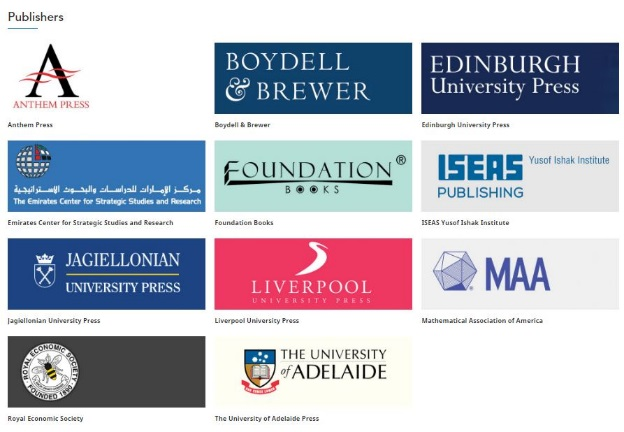 Publishers
A
ANTHEM PRESS
Anthem Press
BOYDELL
& BREWER
Boydell & Brewer
EDINBURGH
University Press
Edinburgh University Press
مركز الإمارات للدراسات والبحوث الاستراتيجية
The Emirates Center for Strategic Studies and Research
Emirates Center for Strategic Studies and Research
FOUNDATION®
BOOKS
Foundation Books
ISEAS Yusof Ishak Institute
PUBLISHING
ISEAS Yusof Ishak Institute
JAGIELLONIAN
UNIVERSITY PRESS
Jagiellonian University Press
LIVERPOOL
UNIVERSITY PRESS
Liverpool University Press
MAA
Mathematical Association of America
ROYAL ECONOMIC SOCIETY
FOUNDED 1890
Royal Economic Society
THE UNIVERSITY
of ADELAIDE
The University of Adelaide Press